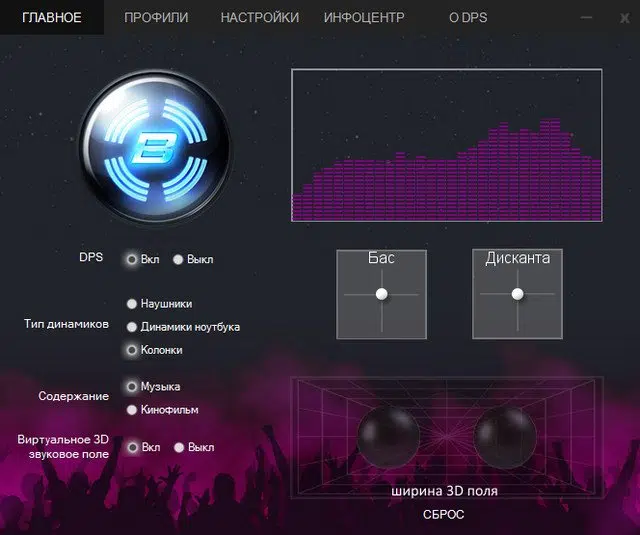 ГЛАВНОЕ ПРОФИЛИ НАСТРОЙКИ ИНФОЦЕНТР О DPS
B
DPS Вкл Выкл
Тип динамиков
Наушники
Динамики ноутбука
Колонки
Содержание
Музыка
Кинофильм
Виртуальное 3D
звуковое поле
Вкл Выкл
Бас Дисканта
ширина 3D поля
СБРОС